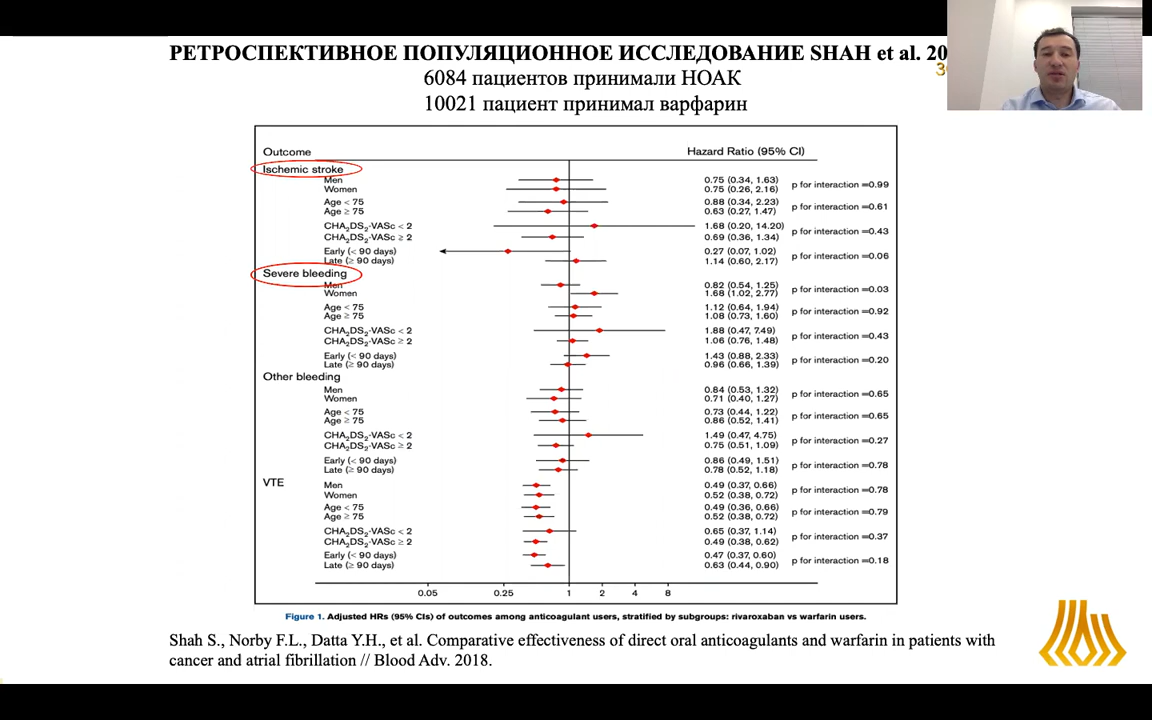 РЕТРОСПЕКТИВНОЕ ПОПУЛЯЦИОННОЕ ИССЛЕДОВАНИЕ SHAH et al. 20
6084 пациентов принимали НОАК
10021 пациент принимал варфарин
Outcome Hazard Ratio (95% CI)
Ischemic stroke
Men 0.75 (0.34, 1.63)
p for interaction =0.99
Women 0.75 (0.26, 2.16)
Age < 75 0.88 (0.34, 2.23)
p for interaction =0.61
Age ≥ 75 0.63 (0.27, 1.47)
CHA2DS2-VASc < 2 1.68 (0.20, 14.20)
p for interaction =0.43
CHA2DS2-VASc ≥ 2 0.69 (0.36, 1.34)
Early (< 90 days) 0.27 (0.07, 1.02)
p for interaction =0.06
Late (≥ 90 days) 1.14 (0.60, 2.17)
Severe bleeding
Men 0.82 (0.54, 1.25)
p for interaction =0.03
Women 1.68 (1.02, 2.77)
Age < 75 1.12 (0.64, 1.94)
p for interaction =0.92
Age ≥ 75 1.08 (0.73, 1.60)
CHA2DS2-VASc < 2 1.88 (0.47, 7.49)
p for interaction =0.43
CHA2DS2-VASc ≥ 2 1.06 (0.76, 1.48)
Early (< 90 days) 1.43 (0.88, 2.33)
p for interaction =0.20
Late (≥ 90 days) 0.96 (0.66, 1.39)
Other bleeding
Men 0.84 (0.53, 1.32)
p for interaction =0.65
Women 0.71 (0.40, 1.27)
Age < 75 0.73 (0.44, 1.22)
p for interaction =0.65
Age ≥ 75 0.86 (0.52, 1.41)
CHA2DS2-VASc < 2 1.49 (0.47, 4.75)
p for interaction =0.27
CHA2DS2-VASc ≥ 2 0.75 (0.51, 1.09)
Early (< 90 days) 0.86 (0.49, 1.51)
p for interaction =0.78
Late (≥ 90 days) 0.78 (0.52, 1.18)
VTE
Men 0.49 (0.37, 0.66)
p for interaction =0.78
Women 0.52 (0.38, 0.72)
Age < 75 0.49 (0.36, 0.66)
p for interaction =0.79
Age ≥ 75 0.52 (0.38, 0.72)
CHA2DS2-VASc < 2 0.65 (0.37, 1.14)
p for interaction =0.37
CHA2DS2-VASc ≥ 2 0.49 (0.38, 0.62)
Early (< 90 days) 0.47 (0.37, 0.60)
p for interaction =0.18
Late (≥ 90 days) 0.63 (0.44, 0.90)
0.05 0.25 1 2 4 8
Figure 1. Adjusted HRs (95% CIs) of outcomes among anticoagulant users, stratified by subgroups: rivaroxaban vs warfarin users.
Shah S., Norby F.L., Datta Y.H., et al. Comparative effectiveness of direct oral anticoagulants and warfarin in patients with
cancer and atrial fibrillation // Blood Adv. 2018.